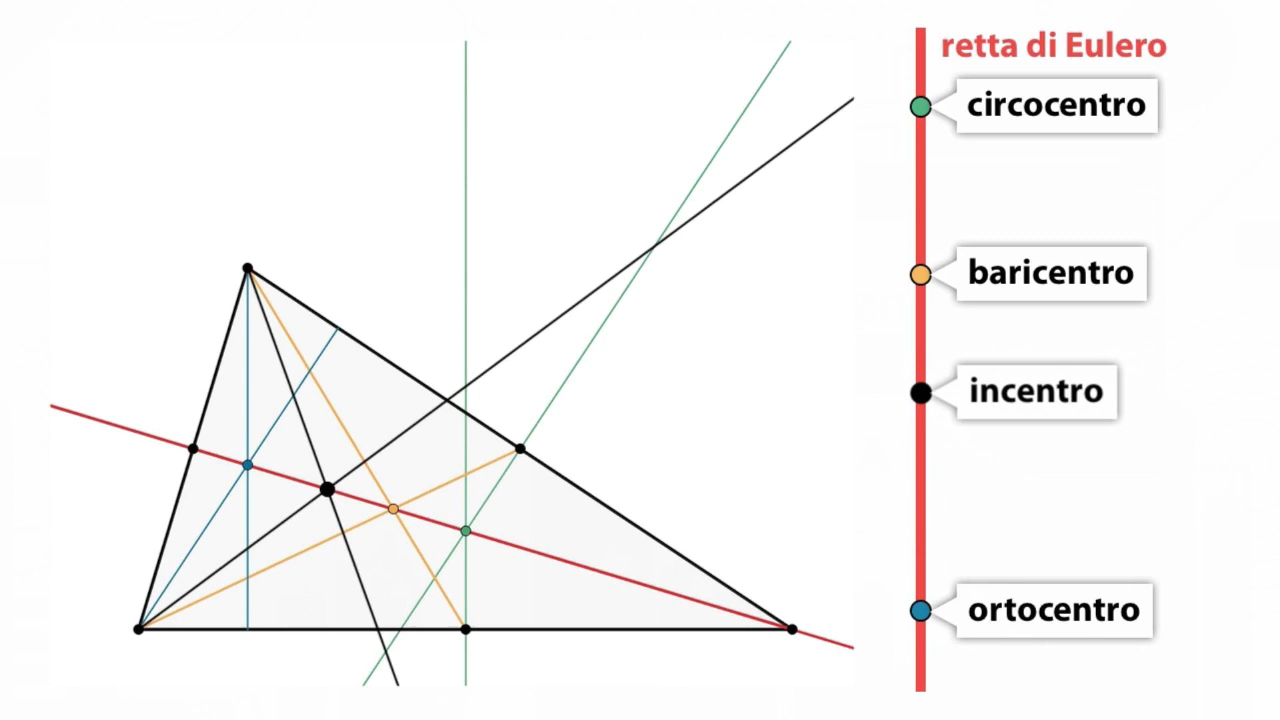 retta di Eulero
circocentro
baricentro
incentro
ortocentro